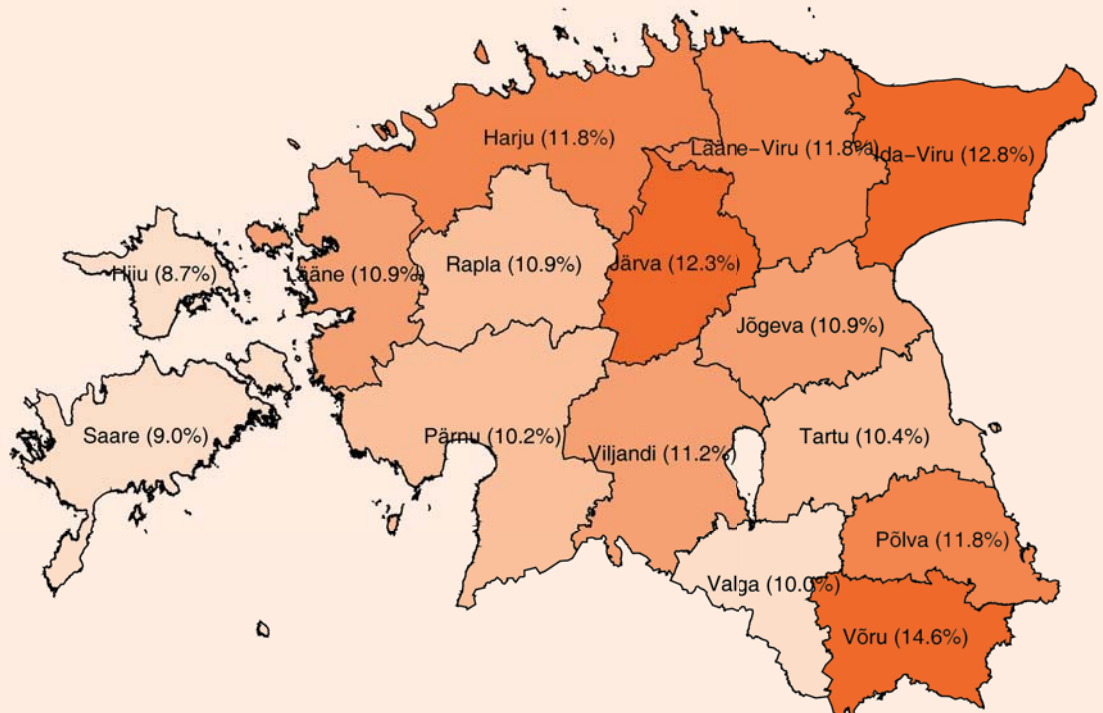 Harju (11.8%)
Lääne-Viru (11.8%)
Ida-Viru (12.8%)
Hiiu (8.7%)
Lääne (10.9%)
Rapla (10.9%)
Järva (12.3%)
Jõgeva (10.9%)
Saare (9.0%)
Pärnu (10.2%)
Viljandi (11.2%)
Tartu (10.4%)
Põlva (11.8%)
Valga (10.0%)
Võru (14.6%)